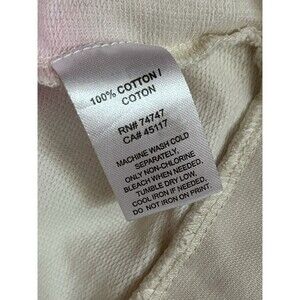 100% COTTON /
COTON
RN# 74747
CA# 45117
MACHINE WASH COLD
SEPARATELY,
ONLY NON-CHLORINE
BLEACH WHEN NEEDED,
TUMBLE DRY LOW.
COOL IRON IF NEEDED,
DO NOT IRON ON PRINT.